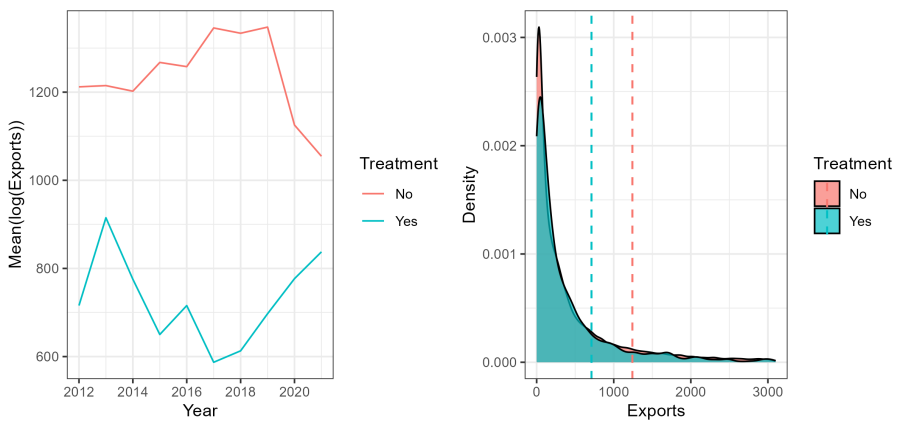 Mean(log(Exports))
1200
1000
800
600
2012 2014 2016 2018 2020
Year
Treatment
No
Yes
Density
0.003
0.002
0.001
0.000
0 1000 2000 3000
Exports
Treatment
No
Yes